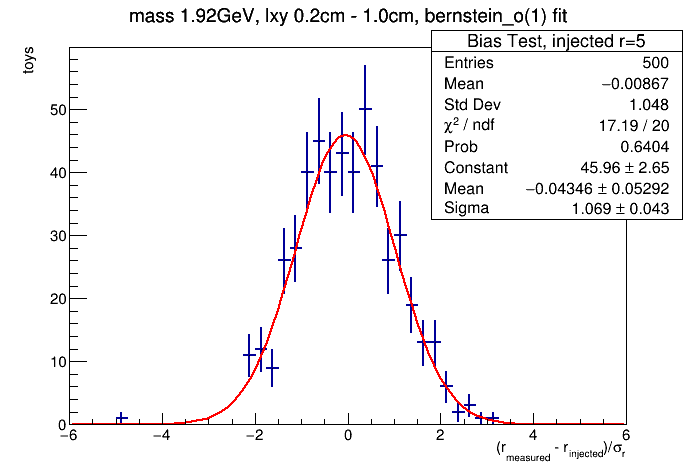 mass 1.92GeV, lxy 0.2cm - 1.0cm, bernstein_o(1) fit
toys
Bias Test, injected r=5
Entries 500
Mean −0.00867
Std Dev 1.048
χ² / ndf 17.19 / 20
Prob 0.6404
Constant 45.96 ± 2.65
Mean −0.04346 ± 0.05292
Sigma 1.069 ± 0.043
50
40
30
20
10
0
−6 −4 −2 0 2 4 6
(r_measured - r_injected)/σ_r